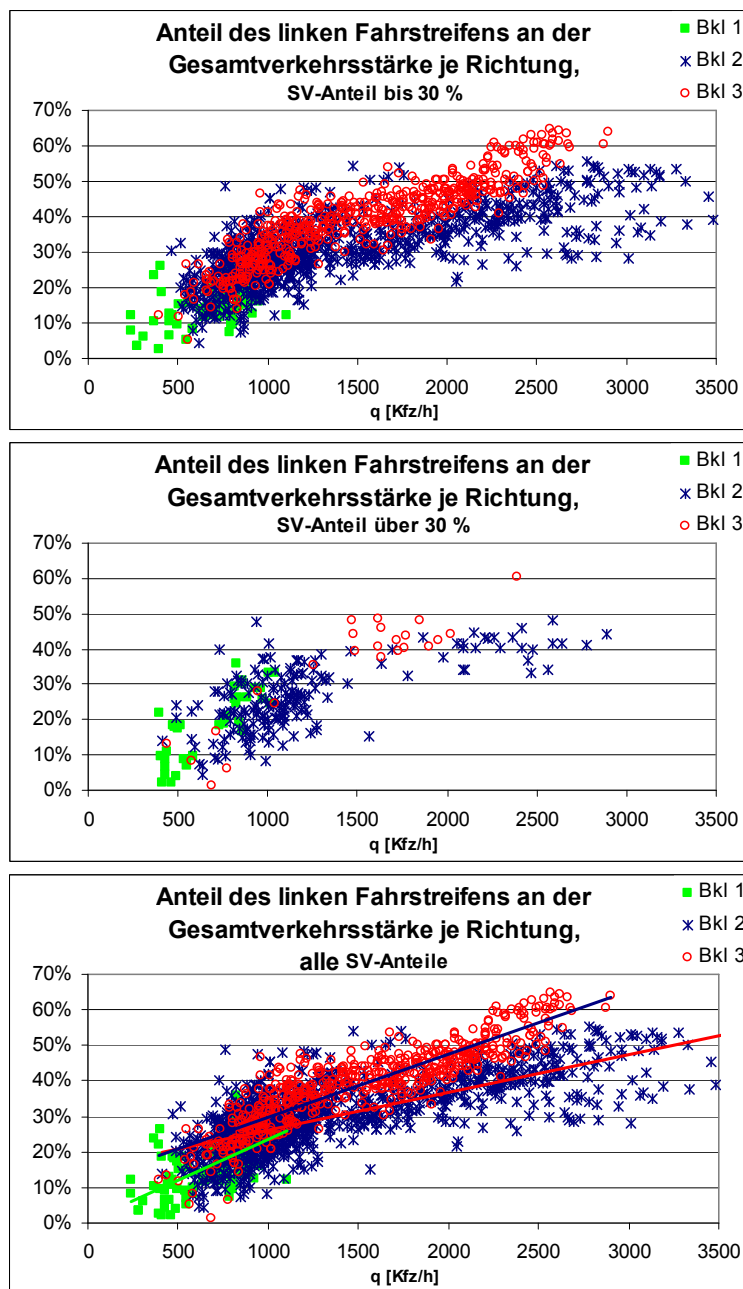 Anteil des linken Fahrstreifens an der
Gesamtverkehrsstärke je Richtung,
SV-Anteil bis 30 %
Bkl 1
Bkl 2
Bkl 3
70%
60%
50%
40%
30%
20%
10%
0%
0 500 1000 1500 2000 2500 3000 3500
q [Kfz/h]
Anteil des linken Fahrstreifens an der
Gesamtverkehrsstärke je Richtung,
SV-Anteil über 30 %
Bkl 1
Bkl 2
Bkl 3
70%
60%
50%
40%
30%
20%
10%
0%
0 500 1000 1500 2000 2500 3000 3500
q [Kfz/h]
Anteil des linken Fahrstreifens an der
Gesamtverkehrsstärke je Richtung,
alle SV-Anteile
Bkl 1
Bkl 2
Bkl 3
70%
60%
50%
40%
30%
20%
10%
0%
0 500 1000 1500 2000 2500 3000 3500
q [Kfz/h]